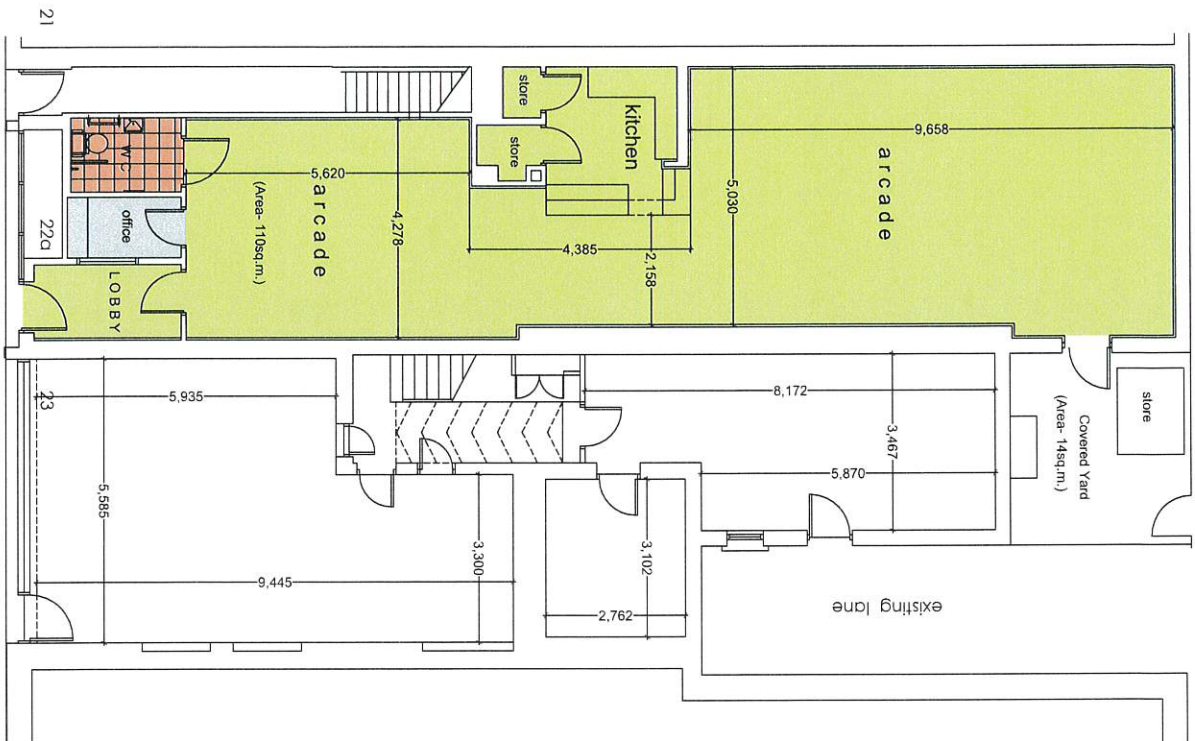 21
store
store
kitchen
9,658
arcade
5,030
WC
5,620
arcade
(Area- 110sq.m.)
4,278
4,385
2,158
office
22a
LOBBY
23
5,935
5,585
9,445
3,300
8,172
3,467
5,870
3,102
2,762
store
Covered Yard
(Area- 14sq.m.)
existing lane